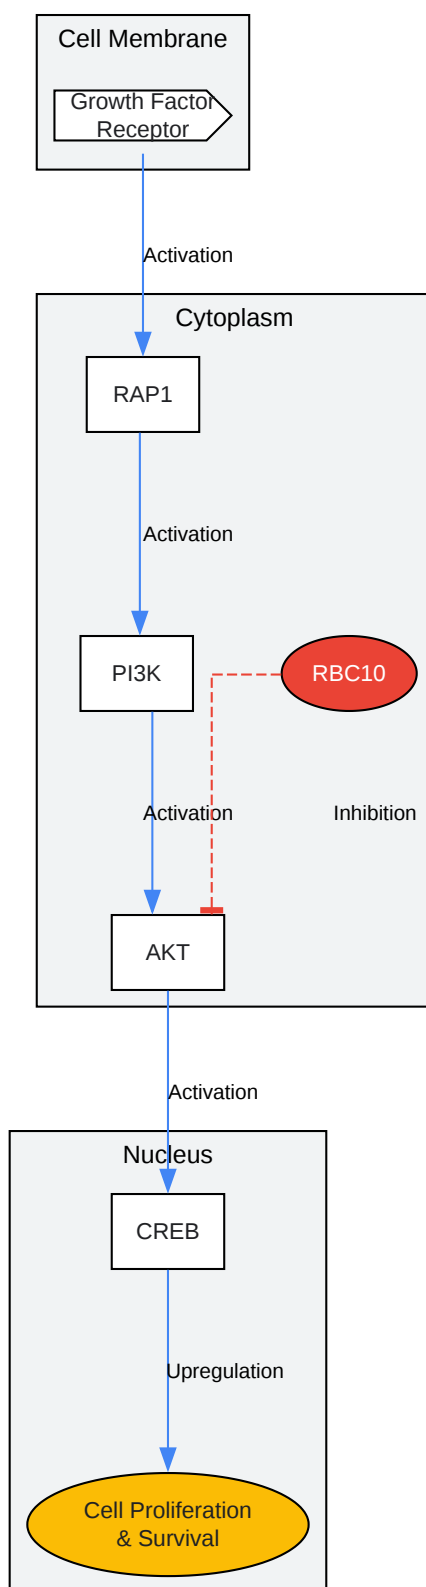 Cell Membrane
Growth Factor
Receptor
Activation
Cytoplasm
RAP1
Activation
PI3K
RBC10
Activation
Inhibition
AKT
Activation
Nucleus
CREB
Upregulation
Cell Proliferation
& Survival